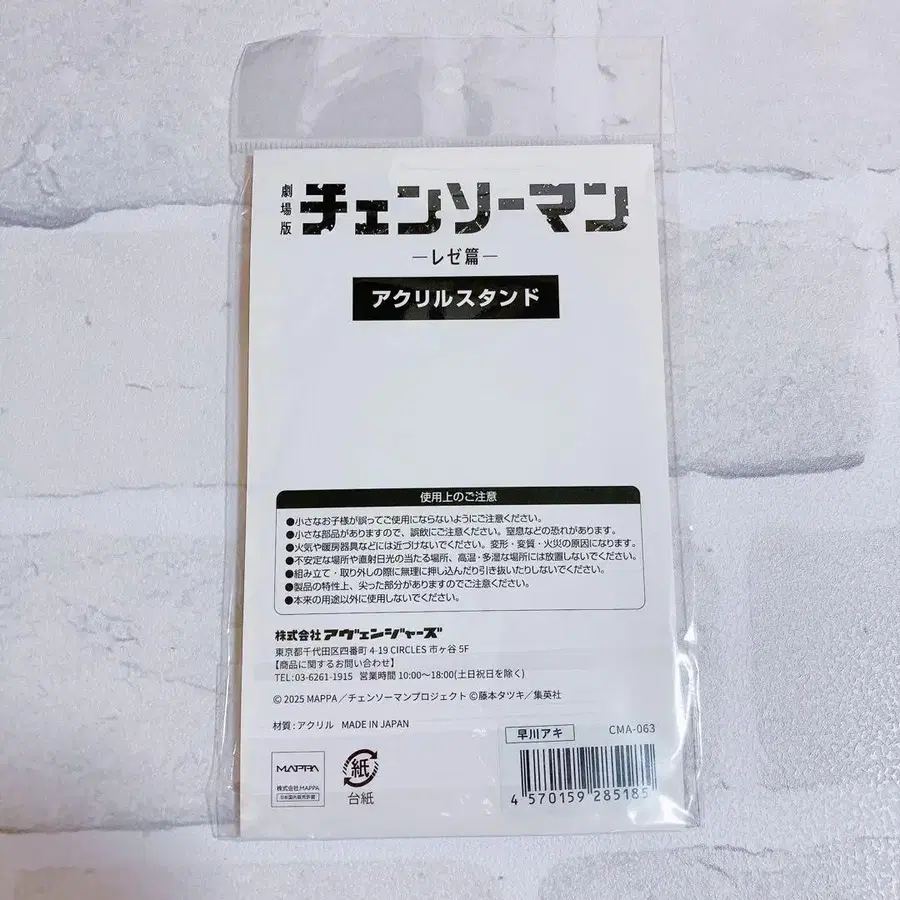 劇場版
チェンソーマン
―レゼ篇―
アクリルスタンド
使用上のご注意
●小さなお子様が誤ってご使用にならないようにご注意ください。
●小さな部品がありますので、誤飲にご注意ください。窒息などの恐れがあります。
●火気や暖房器具などには近づけないでください。変形・変質・火災の原因になります。
●不安定な場所や直射日光の当たる場所、高温・多湿な場所には放置しないでください。
●組み立て・取り外しの際に無理に押し込んだり引き抜いたりしないでください。
●製品の特性上、尖った部分がありますのでご注意ください。
●本来の用途以外に使用しないでください。
株式会社アヴェンジャーズ
東京都千代田区四番町 4-19 CIRCLES 市ヶ谷 5F
【商品に関するお問い合わせ】
TEL:03-6261-1915 営業時間 10:00〜18:00(土日祝日を除く)
© 2025 MAPPA／チェンソーマンプロジェクト ©藤本タツキ／集英社
材質:アクリル MADE IN JAPAN
早川アキ CMA-063
MAPPA
株式会社MAPPA
日本国内販売許諾
紙
台紙
4 570159 285185